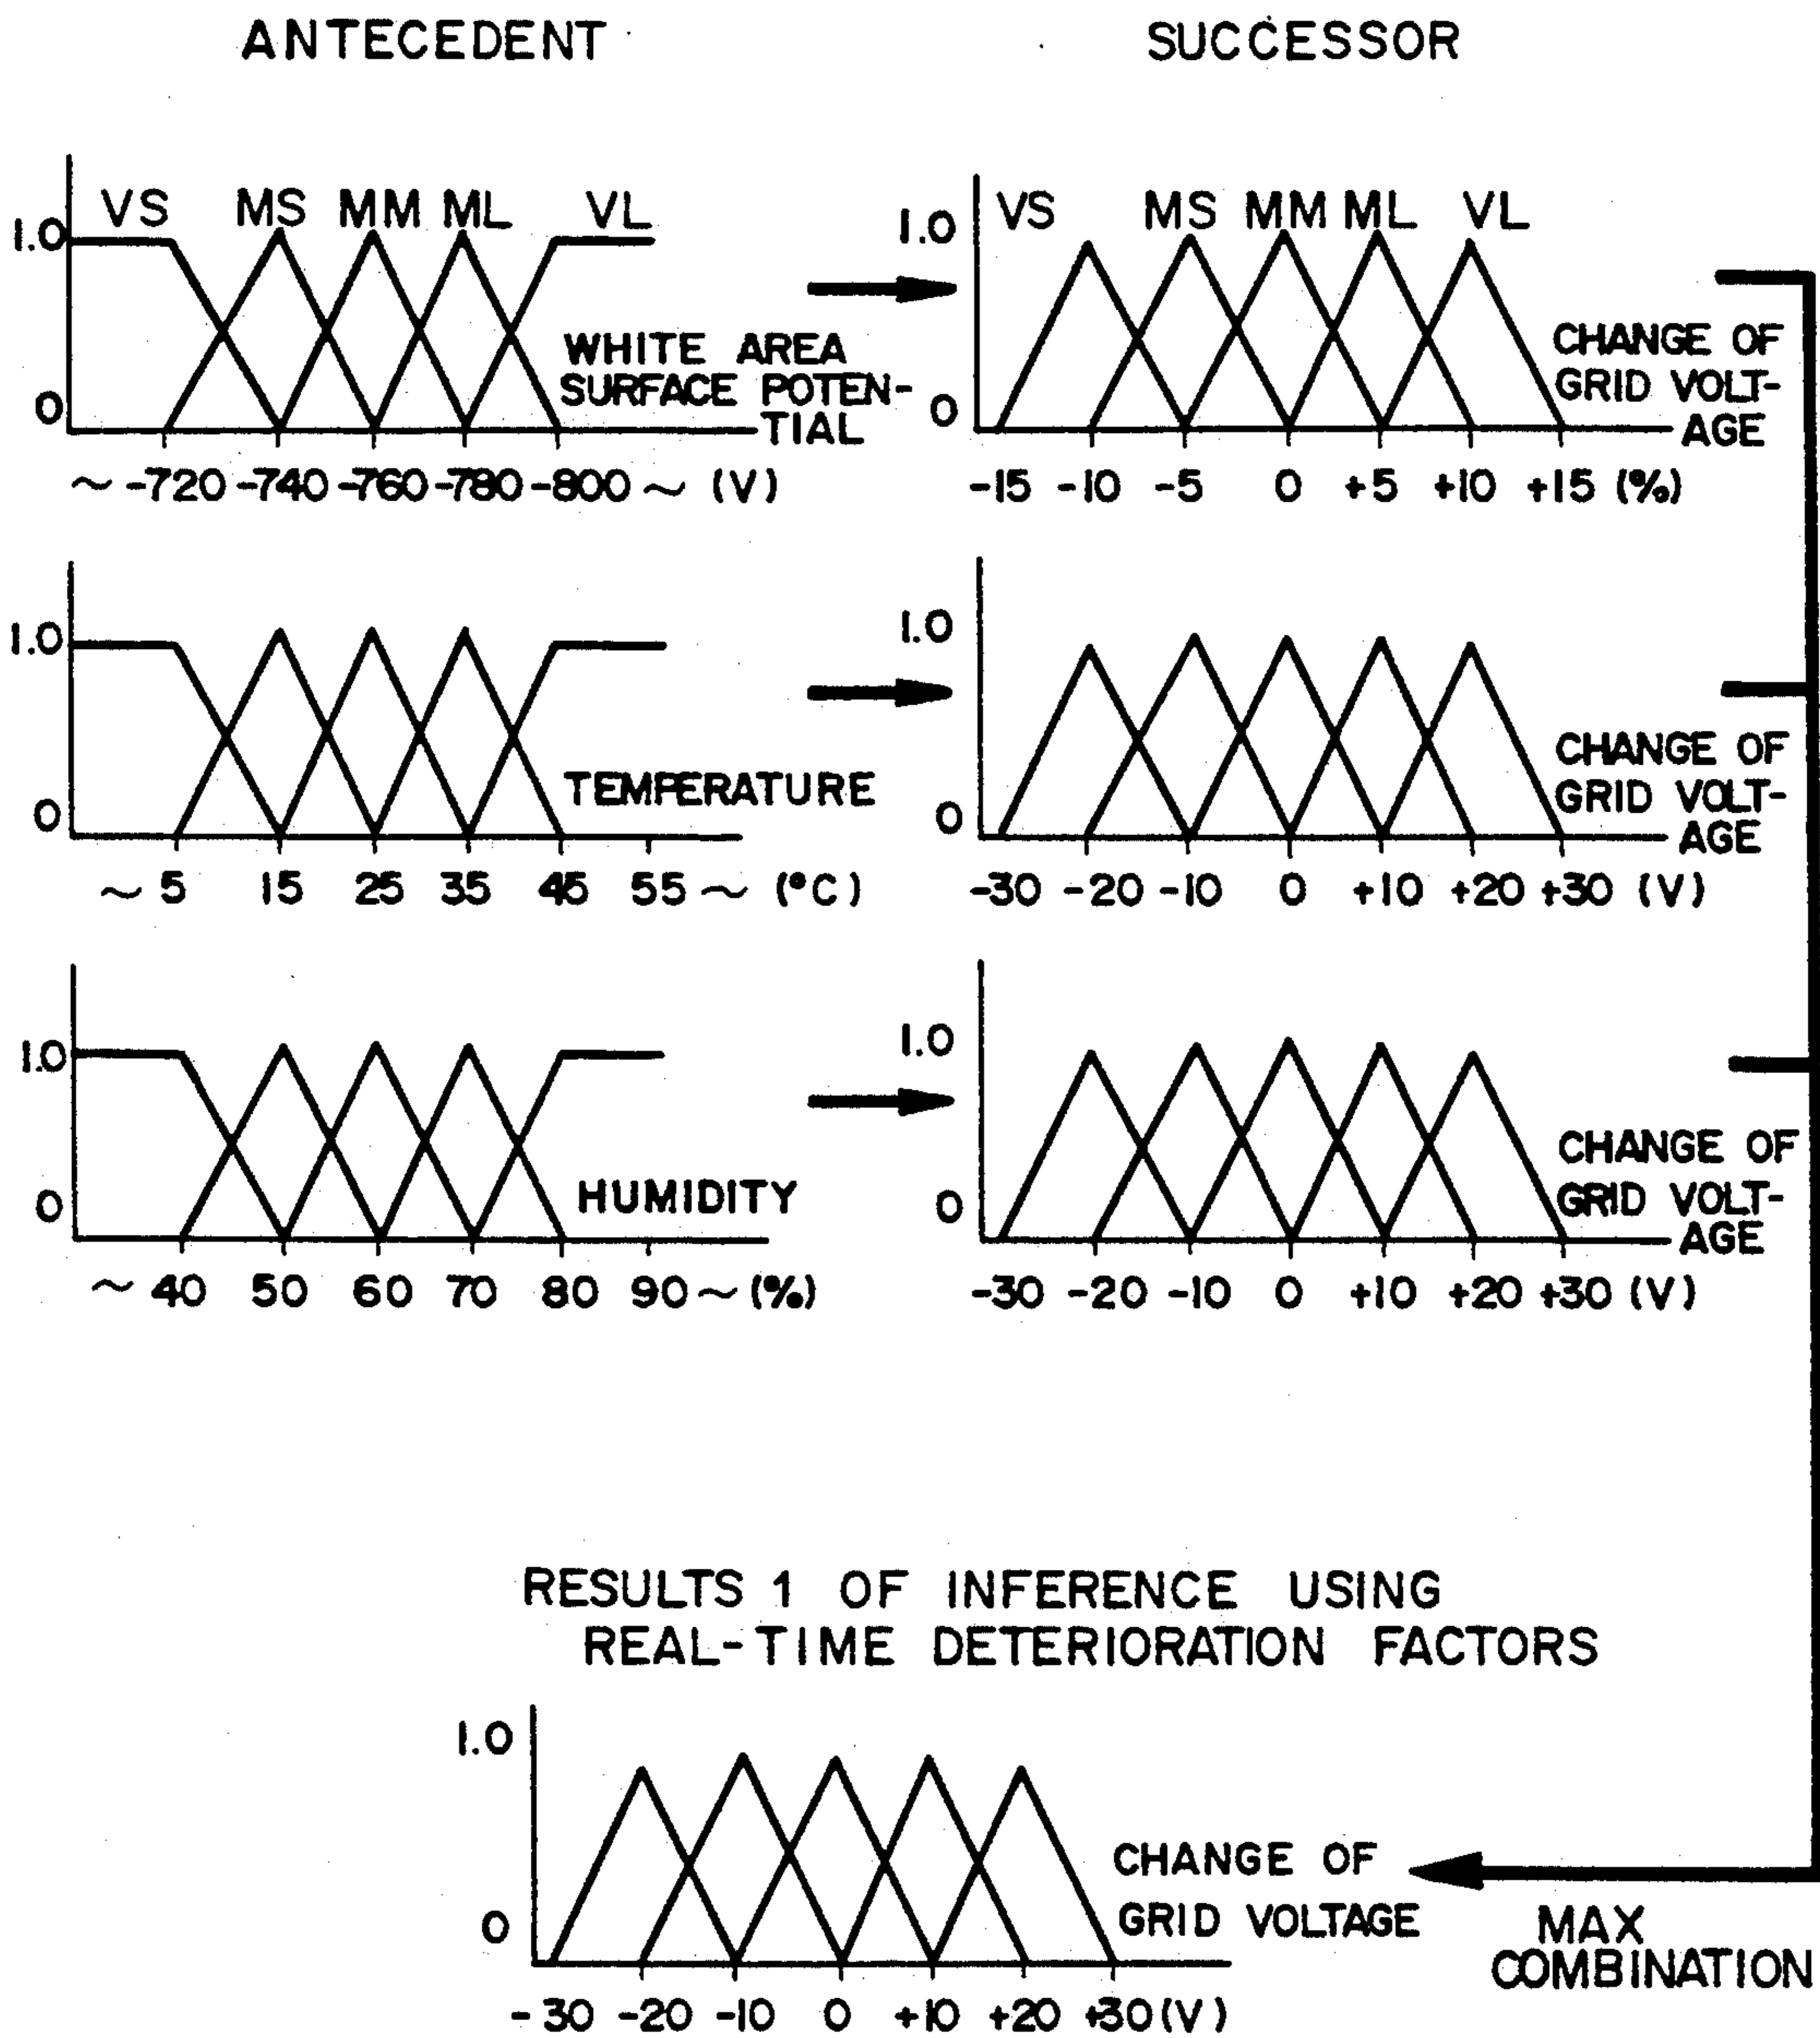 ANTECEDENT
SUCCESSOR
VS MS MM ML VL
1.0
0
WHITE AREA
SURFACE POTEN-
TIAL
~ -720 -740 -760 -780 -800 ~ (V)
VS MS MM ML VL
1.0
0
CHANGE OF
GRID VOLT-
AGE
-15 -10 -5 0 +5 +10 +15 (%)
1.0
0
TEMPERATURE
~ 5 15 25 35 45 55 ~ (°C)
1.0
0
CHANGE OF
GRID VOLT-
AGE
-30 -20 -10 0 +10 +20 +30 (V)
1.0
0
HUMIDITY
~ 40 50 60 70 80 90 ~ (%)
1.0
0
CHANGE OF
GRID VOLT-
AGE
-30 -20 -10 0 +10 +20 +30 (V)
RESULTS 1 OF INFERENCE USING
REAL-TIME DETERIORATION FACTORS
1.0
0
CHANGE OF
GRID VOLTAGE
-30 -20 -10 0 +10 +20 +30 (V)
MAX
COMBINATION